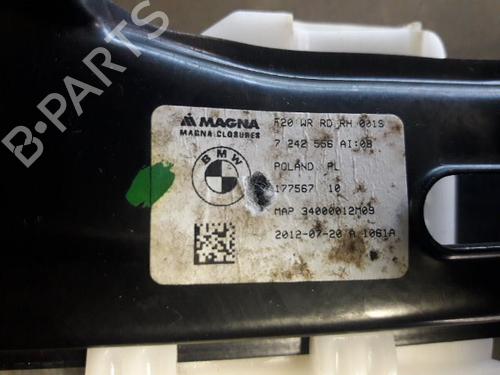 MAGNA
MAGNA CLOSURES
BMW
F20 WR RD RH 001S
7 242 566 AI:08
POLAND PL
177567 10
MAP 34000012M09
2012-07-20 A 1061A
B-PARTS